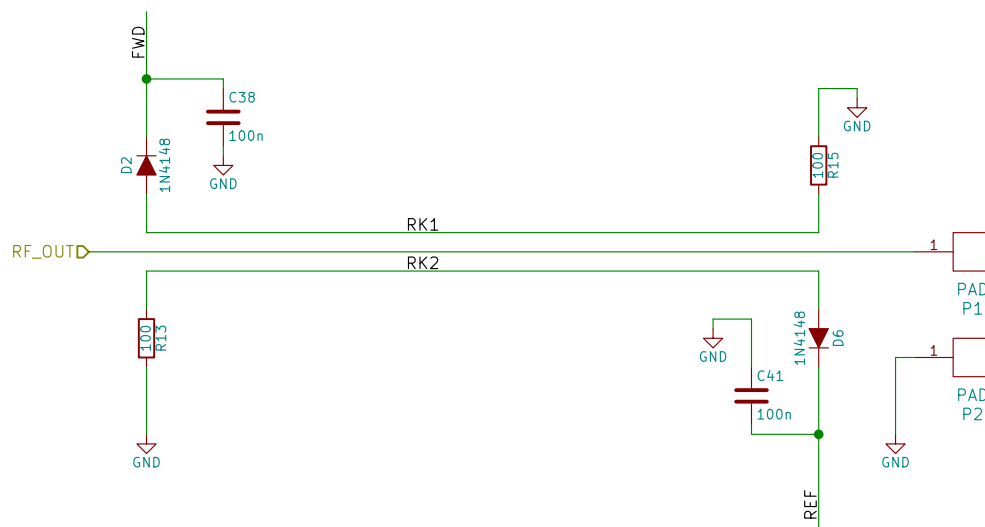 FWD
C38
100n
GND
D2
1N4148
GND
100
R15
RK1
RF_OUT
1
PAD
P1
RK2
100
R13
GND
1N4148
D6
GND
C41
100n
1
PAD
P2
GND
REF